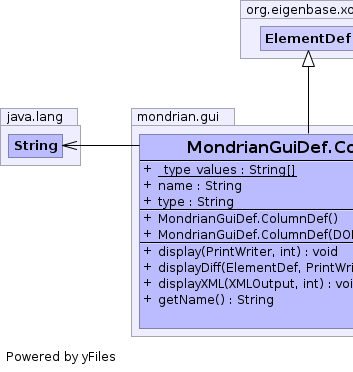 org.eigenbase.xo
ElementDef
java.lang
String
mondrian.gui
MondrianGuiDef.Co
+ _type_values : String[]
+ name : String
+ type : String
+ MondrianGuiDef.ColumnDef()
+ MondrianGuiDef.ColumnDef(DO
+ display(PrintWriter, int) : void
+ displayDiff(ElementDef, PrintWri
+ displayXML(XMLOutput, int) : voi
+ getName() : String
Powered by yFiles